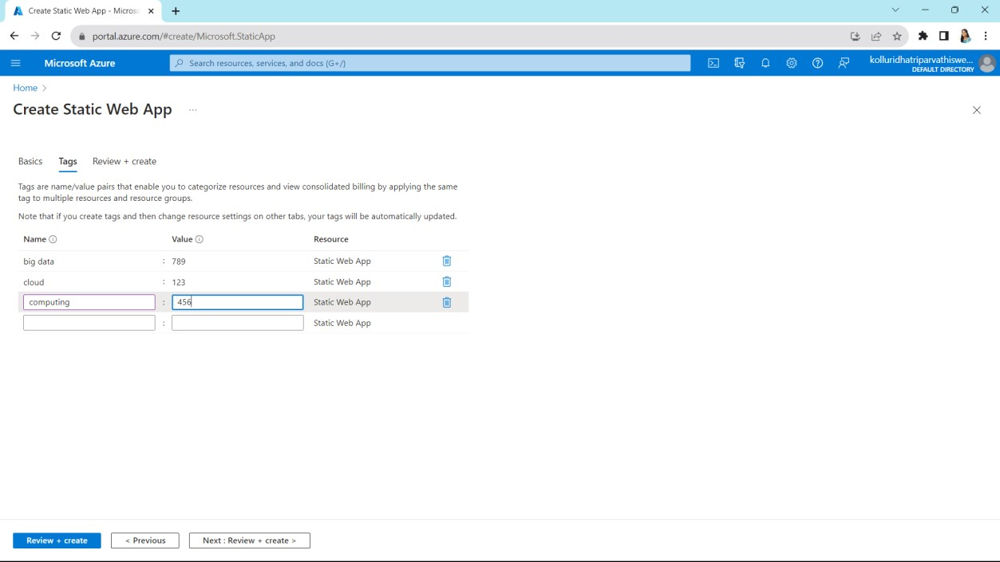 Create Static Web App - Micros
portal.azure.com/#create/Microsoft.StaticApp
Microsoft Azure
Search resources, services, and docs (G+/)
kolluridhatriparvathiswe...
DEFAULT DIRECTORY
Home >
Create Static Web App ...
Basics Tags Review + create
Tags are name/value pairs that enable you to categorize resources and view consolidated billing by applying the same
tag to multiple resources and resource groups.
Note that if you create tags and then change resource settings on other tabs, your tags will be automatically updated.
Name Value Resource
big data : 789 Static Web App
cloud : 123 Static Web App
computing : 456 Static Web App
: Static Web App
Review + create < Previous Next : Review + create >